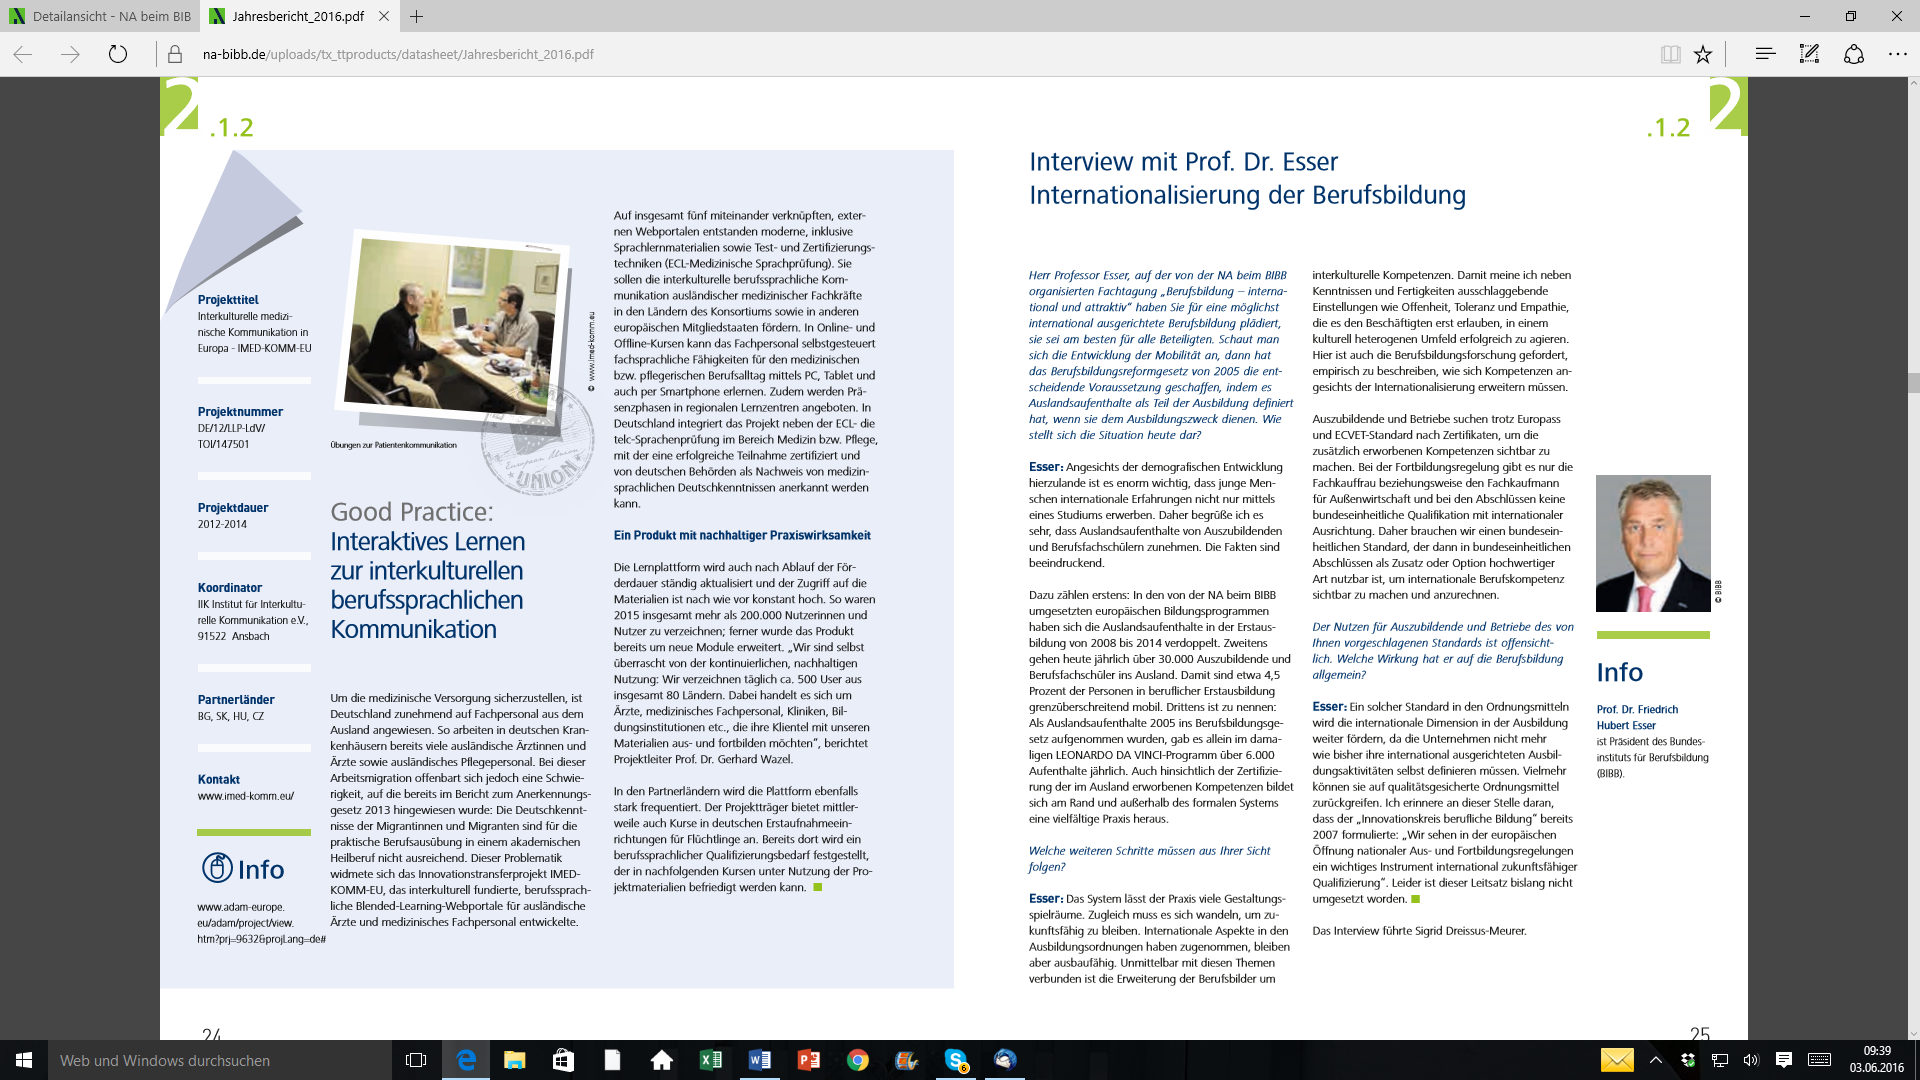 Detailansicht - NA beim BIB
Jahresbericht_2016.pdf
na-bibb.de/uploads/tx_ttproducts/datasheet/Jahresbericht_2016.pdf
2 .1.2
Projekttitel
Interkulturelle medizi-
nische Kommunikation in
Europa - IMED-KOMM-EU
Projektnummer
DE/12/LLP-LdV/
TOI/147501
Projektdauer
2012-2014
Koordinator
IIK Institut für Interkultu-
relle Kommunikation e.V.,
91522 Ansbach
Partnerländer
BG, SK, HU, CZ
Kontakt
www.imed-komm.eu/
Info
www.adam-europe.
eu/adam/project/view.
htm?prj=9632&projLang=de#
© www.imed-komm.eu
Übungen zur Patientenkommunikation
European Union
UNION
Good Practice:
Interaktives Lernen
zur interkulturellen
berufssprachlichen
Kommunikation
Um die medizinische Versorgung sicherzustellen, ist
Deutschland zunehmend auf Fachpersonal aus dem
Ausland angewiesen. So arbeiten in deutschen Kran-
kenhäusern bereits viele ausländische Ärztinnen und
Ärzte sowie ausländisches Pflegepersonal. Bei dieser
Arbeitsmigration offenbart sich jedoch eine Schwie-
rigkeit, auf die bereits im Bericht zum Anerkennungs-
gesetz 2013 hingewiesen wurde: Die Deutschkennt-
nisse der Migrantinnen und Migranten sind für die
praktische Berufsausübung in einem akademischen
Heilberuf nicht ausreichend. Dieser Problematik
widmete sich das Innovationstransferprojekt IMED-
KOMM-EU, das interkulturell fundierte, berufssprach-
liche Blended-Learning-Webportale für ausländische
Ärzte und medizinisches Fachpersonal entwickelte.
Auf insgesamt fünf miteinander verknüpften, exter-
nen Webportalen entstanden moderne, inklusive
Sprachlernmaterialien sowie Test- und Zertifizierungs-
techniken (ECL-Medizinische Sprachprüfung). Sie
sollen die interkulturelle berufssprachliche Kom-
munikation ausländischer medizinischer Fachkräfte
in den Ländern des Konsortiums sowie in anderen
europäischen Mitgliedstaaten fördern. In Online- und
Offline-Kursen kann das Fachpersonal selbstgesteuert
fachsprachliche Fähigkeiten für den medizinischen
bzw. pflegerischen Berufsalltag mittels PC, Tablet und
auch per Smartphone erlernen. Zudem werden Prä-
senzphasen in regionalen Lernzentren angeboten. In
Deutschland integriert das Projekt neben der ECL- die
telc-Sprachenprüfung im Bereich Medizin bzw. Pflege,
mit der eine erfolgreiche Teilnahme zertifiziert und
von deutschen Behörden als Nachweis von medizin-
sprachlichen Deutschkenntnissen anerkannt werden
kann.
Ein Produkt mit nachhaltiger Praxiswirksamkeit
Die Lernplattform wird auch nach Ablauf der För-
derdauer ständig aktualisiert und der Zugriff auf die
Materialien ist nach wie vor konstant hoch. So waren
2015 insgesamt mehr als 200.000 Nutzerinnen und
Nutzer zu verzeichnen; ferner wurde das Produkt
bereits um neue Module erweitert. „Wir sind selbst
überrascht von der kontinuierlichen, nachhaltigen
Nutzung: Wir verzeichnen täglich ca. 500 User aus
insgesamt 80 Ländern. Dabei handelt es sich um
Ärzte, medizinisches Fachpersonal, Kliniken, Bil-
dungsinstitutionen etc., die ihre Klientel mit unseren
Materialien aus- und fortbilden möchten“, berichtet
Projektleiter Prof. Dr. Gerhard Wazel.
In den Partnerländern wird die Plattform ebenfalls
stark frequentiert. Der Projektträger bietet mittler-
weile auch Kurse in deutschen Erstaufnahmeein-
richtungen für Flüchtlinge an. Bereits dort wird ein
berufssprachlicher Qualifizierungsbedarf festgestellt,
der in nachfolgenden Kursen unter Nutzung der Pro-
jektmaterialien befriedigt werden kann.
24
.1.2 2
Interview mit Prof. Dr. Esser
Internationalisierung der Berufsbildung
Herr Professor Esser, auf der von der NA beim BIBB
organisierten Fachtagung „Berufsbildung – interna-
tional und attraktiv“ haben Sie für eine möglichst
international ausgerichtete Berufsbildung plädiert,
sie sei am besten für alle Beteiligten. Schaut man
sich die Entwicklung der Mobilität an, dann hat
das Berufsbildungsreformgesetz von 2005 die ent-
scheidende Voraussetzung geschaffen, indem es
Auslandsaufenthalte als Teil der Ausbildung definiert
hat, wenn sie dem Ausbildungszweck dienen. Wie
stellt sich die Situation heute dar?
Esser: Angesichts der demografischen Entwicklung
hierzulande ist es enorm wichtig, dass junge Men-
schen internationale Erfahrungen nicht nur mittels
eines Studiums erwerben. Daher begrüße ich es
sehr, dass Auslandsaufenthalte von Auszubildenden
und Berufsfachschülern zunehmen. Die Fakten sind
beeindruckend.
Dazu zählen erstens: In den von der NA beim BIBB
umgesetzten europäischen Bildungsprogrammen
haben sich die Auslandsaufenthalte in der Erstaus-
bildung von 2008 bis 2014 verdoppelt. Zweitens
gehen heute jährlich über 30.000 Auszubildende und
Berufsfachschüler ins Ausland. Damit sind etwa 4,5
Prozent der Personen in beruflicher Erstausbildung
grenzüberschreitend mobil. Drittens ist zu nennen:
Als Auslandsaufenthalte 2005 ins Berufsbildungsge-
setz aufgenommen wurden, gab es allein im dama-
ligen LEONARDO DA VINCI-Programm über 6.000
Aufenthalte jährlich. Auch hinsichtlich der Zertifizie-
rung der im Ausland erworbenen Kompetenzen bildet
sich am Rand und außerhalb des formalen Systems
eine vielfältige Praxis heraus.
Welche weiteren Schritte müssen aus Ihrer Sicht
folgen?
Esser: Das System lässt der Praxis viele Gestaltungs-
spielräume. Zugleich muss es sich wandeln, um zu-
kunftsfähig zu bleiben. Internationale Aspekte in den
Ausbildungsordnungen haben zugenommen, bleiben
aber ausbaufähig. Unmittelbar mit diesen Themen
verbunden ist die Erweiterung der Berufsbilder um
interkulturelle Kompetenzen. Damit meine ich neben
Kenntnissen und Fertigkeiten ausschlaggebende
Einstellungen wie Offenheit, Toleranz und Empathie,
die es den Beschäftigten erst erlauben, in einem
kulturell heterogenen Umfeld erfolgreich zu agieren.
Hier ist auch die Berufsbildungsforschung gefordert,
empirisch zu beschreiben, wie sich Kompetenzen an-
gesichts der Internationalisierung erweitern müssen.
Auszubildende und Betriebe suchen trotz Europass
und ECVET-Standard nach Zertifikaten, um die
zusätzlich erworbenen Kompetenzen sichtbar zu
machen. Bei der Fortbildungsregelung gibt es nur die
Fachkauffrau beziehungsweise den Fachkaufmann
für Außenwirtschaft und bei den Abschlüssen keine
bundeseinheitliche Qualifikation mit internationaler
Ausrichtung. Daher brauchen wir einen bundesein-
heitlichen Standard, der dann in bundeseinheitlichen
Abschlüssen als Zusatz oder Option hochwertiger
Art nutzbar ist, um internationale Berufskompetenz
sichtbar zu machen und anzurechnen.
Der Nutzen für Auszubildende und Betriebe des von
Ihnen vorgeschlagenen Standards ist offensicht-
lich. Welche Wirkung hat er auf die Berufsbildung
allgemein?
Esser: Ein solcher Standard in den Ordnungsmitteln
wird die internationale Dimension in der Ausbildung
weiter fördern, da die Unternehmen nicht mehr
wie bisher ihre international ausgerichteten Ausbil-
dungsaktivitäten selbst definieren müssen. Vielmehr
können sie auf qualitätsgesicherte Ordnungsmittel
zurückgreifen. Ich erinnere an dieser Stelle daran,
dass der „Innovationskreis berufliche Bildung“ bereits
2007 formulierte: „Wir sehen in der europäischen
Öffnung nationaler Aus- und Fortbildungsregelungen
ein wichtiges Instrument international zukunftsfähiger
Qualifizierung“. Leider ist dieser Leitsatz bislang nicht
umgesetzt worden.
Das Interview führte Sigrid Dreissus-Meurer.
© BIBB
Info
Prof. Dr. Friedrich
Hubert Esser
ist Präsident des Bundes-
instituts für Berufsbildung
(BIBB).
25
Web und Windows durchsuchen
6
09:39
03.06.2016